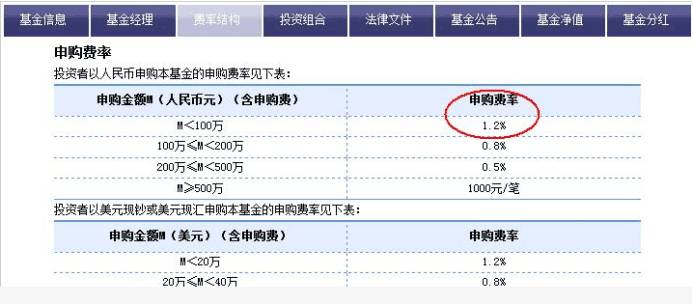 基金信息 基金经理 费率结构 投资组合 法律文件 基金公告 基金净值 基金分红
申购费率
投资者以人民币申购本基金的申购费率见下表：
申购金额M（人民币元）（含申购费） 申购费率
M＜100万 1.2%
100万≤M＜200万 0.8%
200万≤M＜500万 0.5%
M≥500万 1000元/笔
投资者以美元现钞或美元现汇申购本基金的申购费率见下表：
申购金额M（美元）（含申购费） 申购费率
M＜20万 1.2%
20万≤M＜40万 0.8%